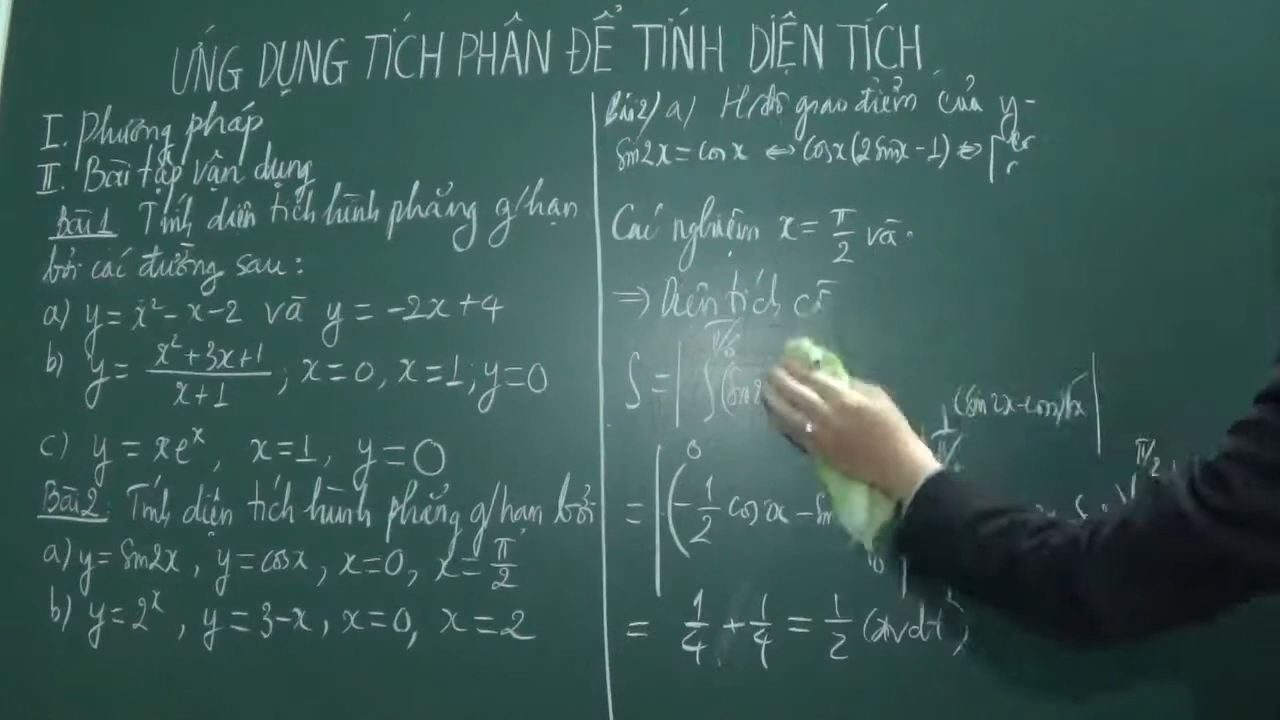 ỨNG DỤNG TÍCH PHÂN ĐỂ TÍNH DIỆN TÍCH
I. Phương pháp
II. Bài tập vận dụng
Bài 1 Tính diện tích hình phẳng g/hạn
bởi các đường sau:
a) y = x² - x - 2 và y = -2x + 4
b) y = (x² + 3x + 1)/(x + 1) ; x = 0, x = 1; y = 0
c) y = xeˣ, x = 1, y = 0
Bài 2 Tính diện tích hình phẳng g/hạn bởi
a) y = sin2x, y = cosx, x = 0, x = π/2
b) y = 2ˣ, y = 3 - x, x = 0, x = 2
Bài 2) a) H/độ giao điểm của y =
sin2x = cosx ⇔ cosx(2sinx - 1) ⇔ [
Các nghiệm x = π/2 và
⇒ Diện tích
S = | ∫ (sin2 (sin2x - cosx)dx |
= | (-1/2 cos2x - sin π/2
= 1/4 + 1/4 = 1/2 (đvdt)